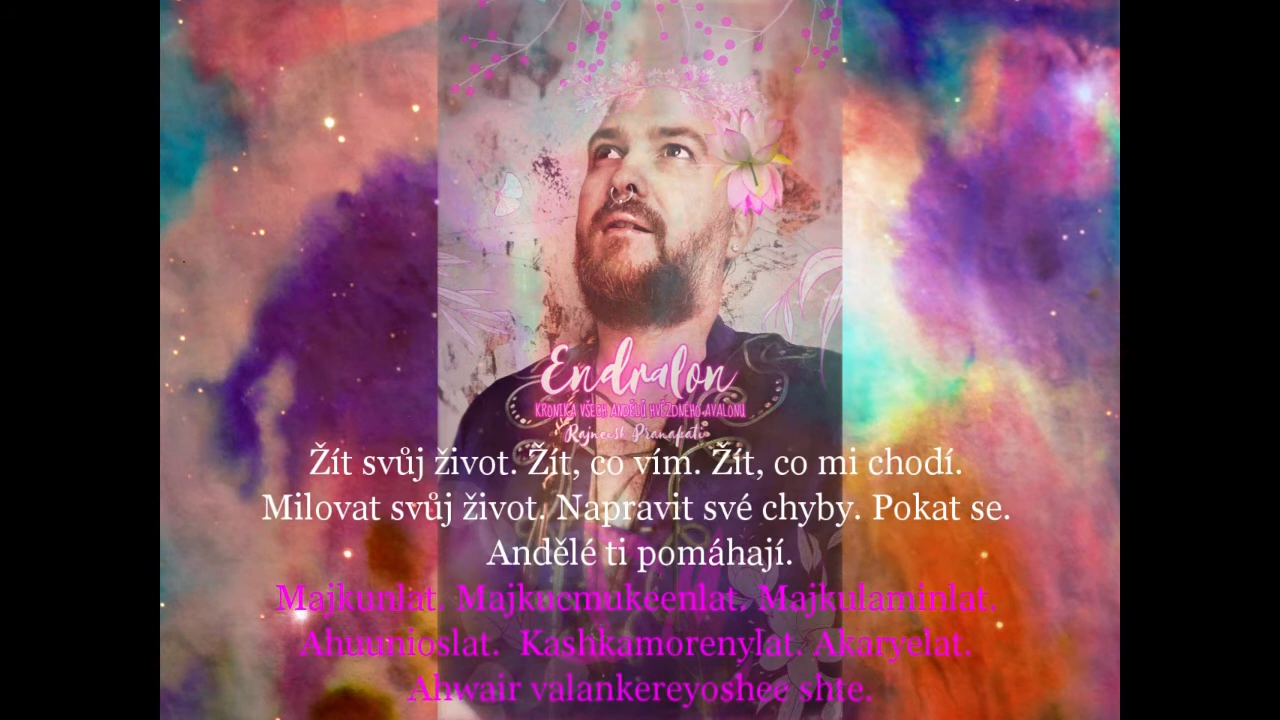 Endralon
KRONIKA VŠECH ANDĚLŮ HVĚZDNÉHO AVALONU
Rajneesh Pranapati
Žít svůj život. Žít, co vím. Žít, co mi chodí.
Milovat svůj život. Napravit své chyby. Pokat se.
Andělé ti pomáhají.
Majkunlat. Majkucmukeenlat. Majkulaminlat.
Ahuunioslat. Kashkamorenylat. Akaryelat.
Ahwair valankereyoshee shte.